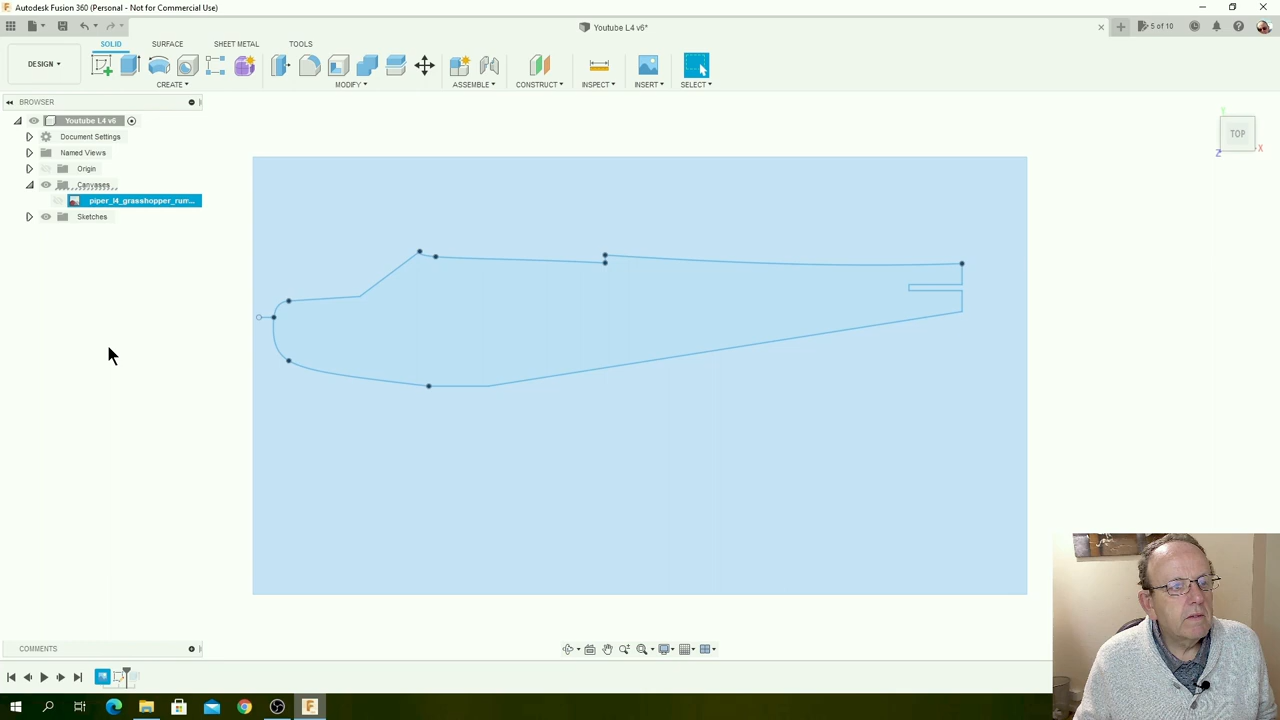 Autodesk Fusion 360 (Personal - Not for Commercial Use)
Youtube L4 v6*
5 of 10
SOLID SURFACE SHEET METAL TOOLS
DESIGN
CREATE MODIFY ASSEMBLE CONSTRUCT INSPECT INSERT SELECT
BROWSER
Youtube L4 v6
Document Settings
Named Views
Origin
Canvases
piper_l4_grasshopper_rum...
Sketches
TOP
Y
X
Z
COMMENTS